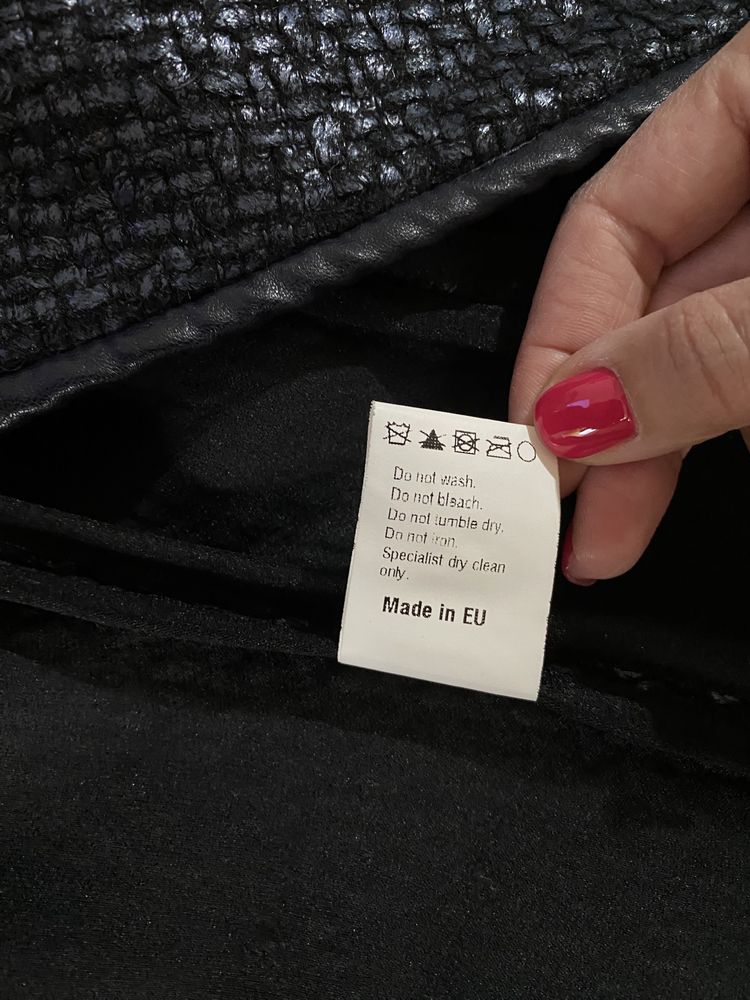 Do not wash.
Do not bleach.
Do not tumble dry.
Do not iron.
Specialist dry clean
only.
Made in EU